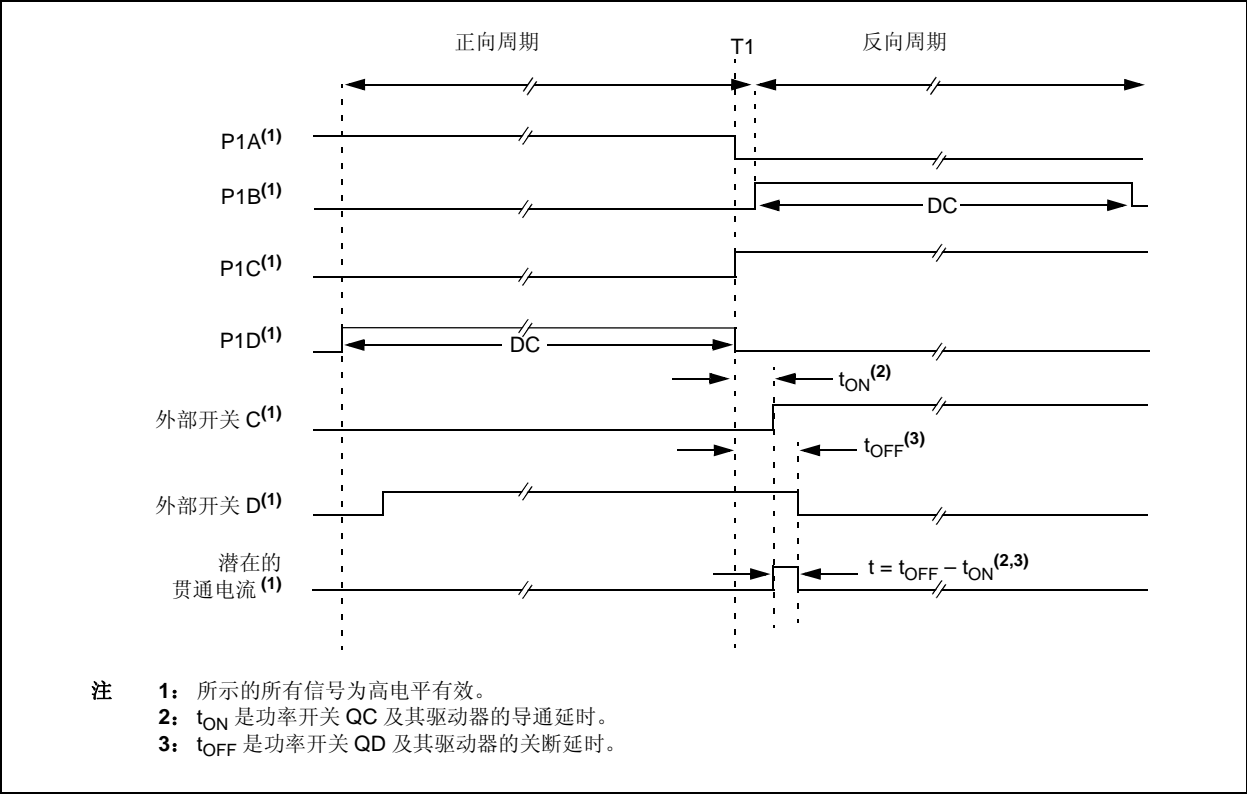 正向周期
T1
反向周期
P1A(1)
P1B(1)
DC
P1C(1)
P1D(1)
DC
tON(2)
外部开关 C(1)
tOFF(3)
外部开关 D(1)
潜在的
贯通电流(1)
t = tOFF – tON(2,3)
注 1: 所示的所有信号为高电平有效。
2: tON 是功率开关 QC 及其驱动器的导通延时。
3: tOFF 是功率开关 QD 及其驱动器的关断延时。